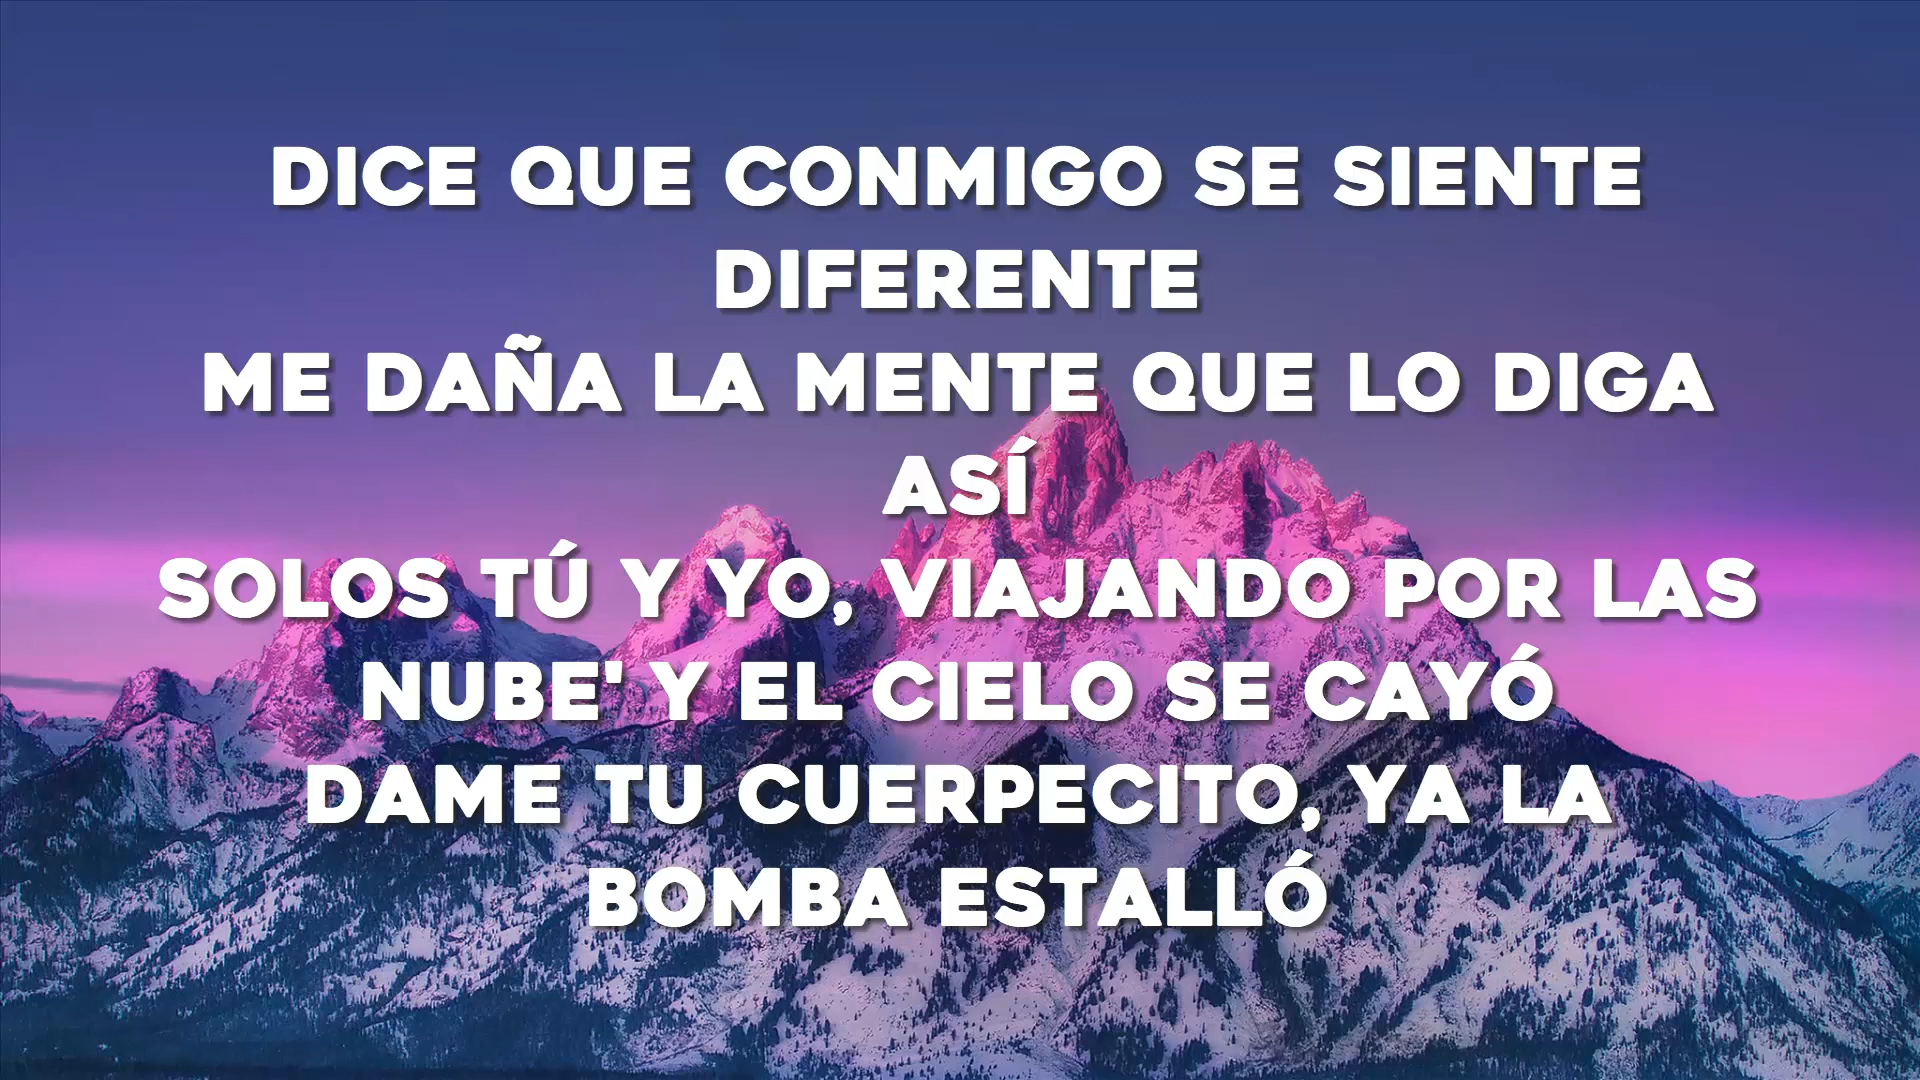 DICE QUE CONMIGO SE SIENTE
DIFERENTE
ME DAÑA LA MENTE QUE LO DIGA
ASÍ
SOLOS TÚ Y YO, VIAJANDO POR LAS
NUBE' Y EL CIELO SE CAYÓ
DAME TU CUERPECITO, YA LA
BOMBA ESTALLÓ